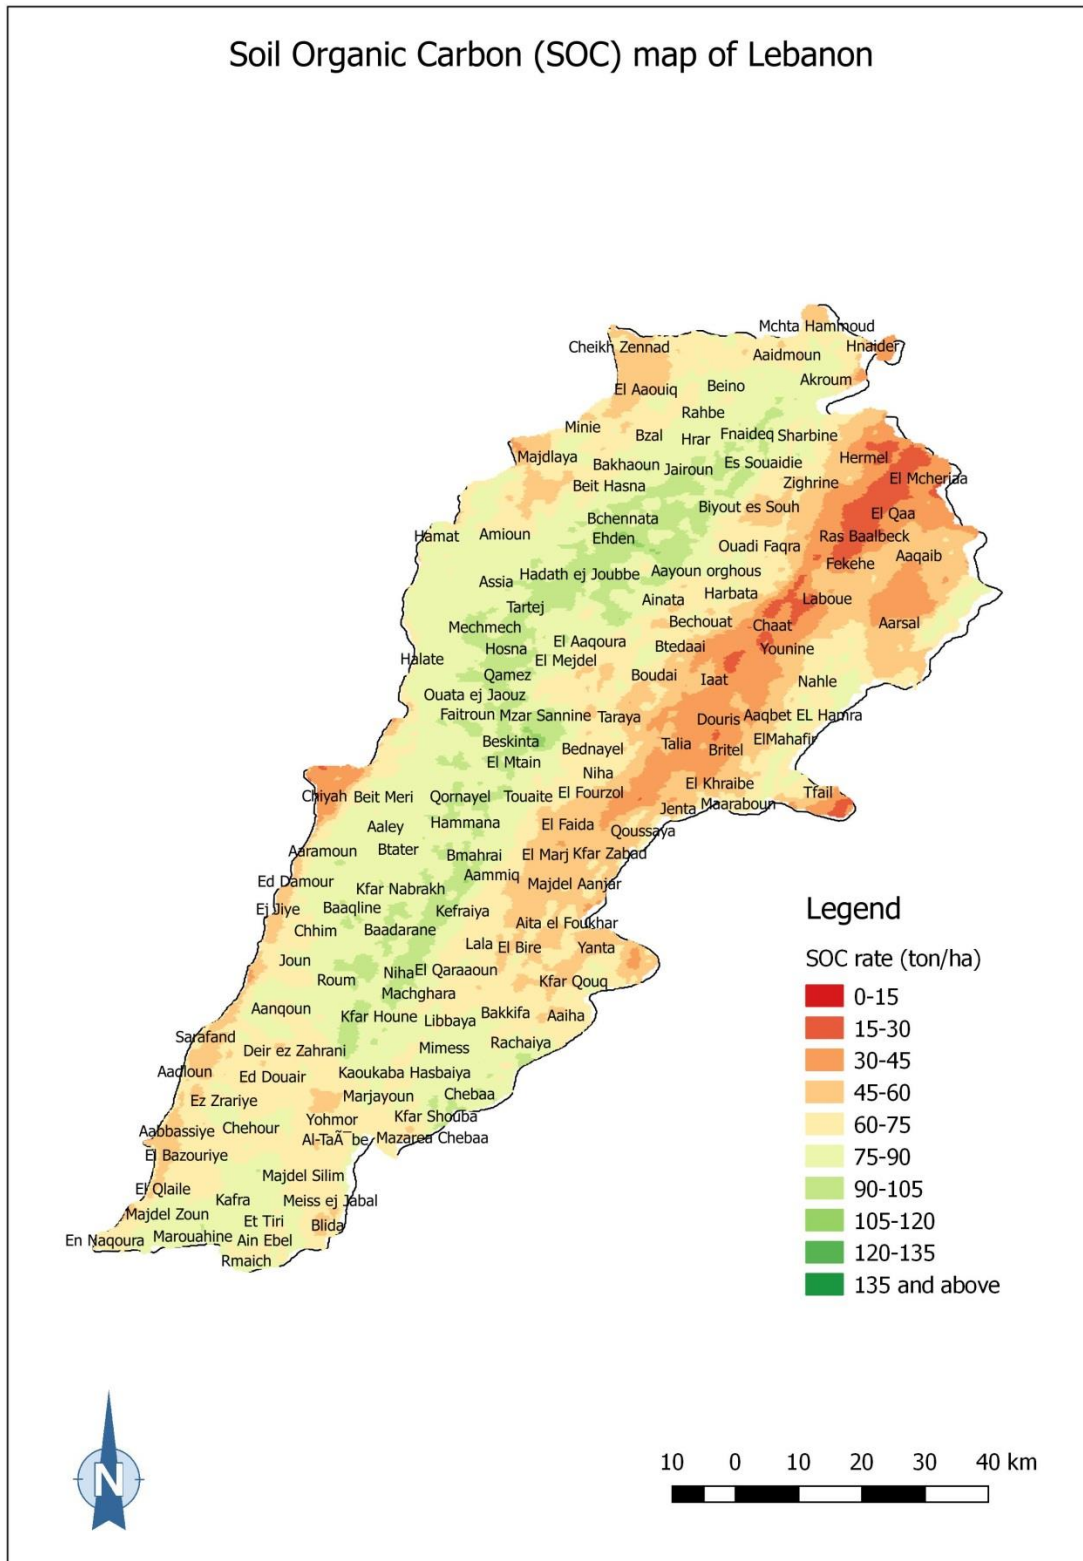 Soil Organic Carbon (SOC) map of Lebanon
Mchta Hammoud
Cheikh Zennad
Hnaider
Aaidmoun
Akroum
El Aaouiq
Beino
Rahbe
Minie
Bzal
Hrar
Fnaideq
Sharbine
Majdlaya
Hermel
Bakhaoun
Jairoun
Es Souaidie
El Mcheriaa
Beit Hasna
Zighrine
Biyout es Souh
El Qaa
Bchennata
Hamat
Amioun
Ehden
Ras Baalbeck
Ouadi Faqra
Aaqaib
Fekehe
Hadath ej Joubbe
Aayoun orghous
Assia
Harbata
Ainata
Laboue
Tartej
Bechouat
Chaat
Aarsal
Mechmech
El Aaqoura
Btedaai
Younine
Hosna
Halate
El Mejdel
Qamez
Boudai
Iaat
Nahle
Ouata ej Jaouz
Faitroun
Mzar Sannine
Taraya
Douris
Aaqbet EL Hamra
Beskinta
Bednayel
Talia
Britel
ElMahafir
El Mtain
Niha
El Khraibe
Tfail
Chiyah
Beit Meri
Qornayel
Touaite
El Fourzol
Jenta
Maaraboun
Aaley
Hammana
El Faida
Qoussaya
Aaramoun
Btater
Bmahrai
El Marj
Kfar Zabad
Ed Damour
Kfar Nabrakh
Aammiq
Majdel Aanjar
Ej Jiye
Baaqline
Kefraiya
Chhim
Baadarane
Aita el Foukhar
Lala
El Bire
Yanta
Joun
Roum
Niha
El Qaraaoun
Kfar Qouq
Machghara
Aanqoun
Kfar Houne
Libbaya
Bakkifa
Aaiha
Sarafand
Deir ez Zahrani
Mimess
Rachaiya
Aadloun
Ed Douair
Kaoukaba
Hasbaiya
Ez Zrariye
Marjayoun
Chebaa
Yohmor
Kfar Shouba
Aabbassiye
Chehour
Al-TaÃ¯be
Mazarea Chebaa
El Bazouriye
Majdel Silim
El Qlaile
Kafra
Meiss ej Jabal
Majdel Zoun
Et Tiri
Blida
En Naqoura
Marouahine
Ain Ebel
Rmaich
Legend
SOC rate (ton/ha)
0-15
15-30
30-45
45-60
60-75
75-90
90-105
105-120
120-135
135 and above
N
10 0 10 20 30 40 km